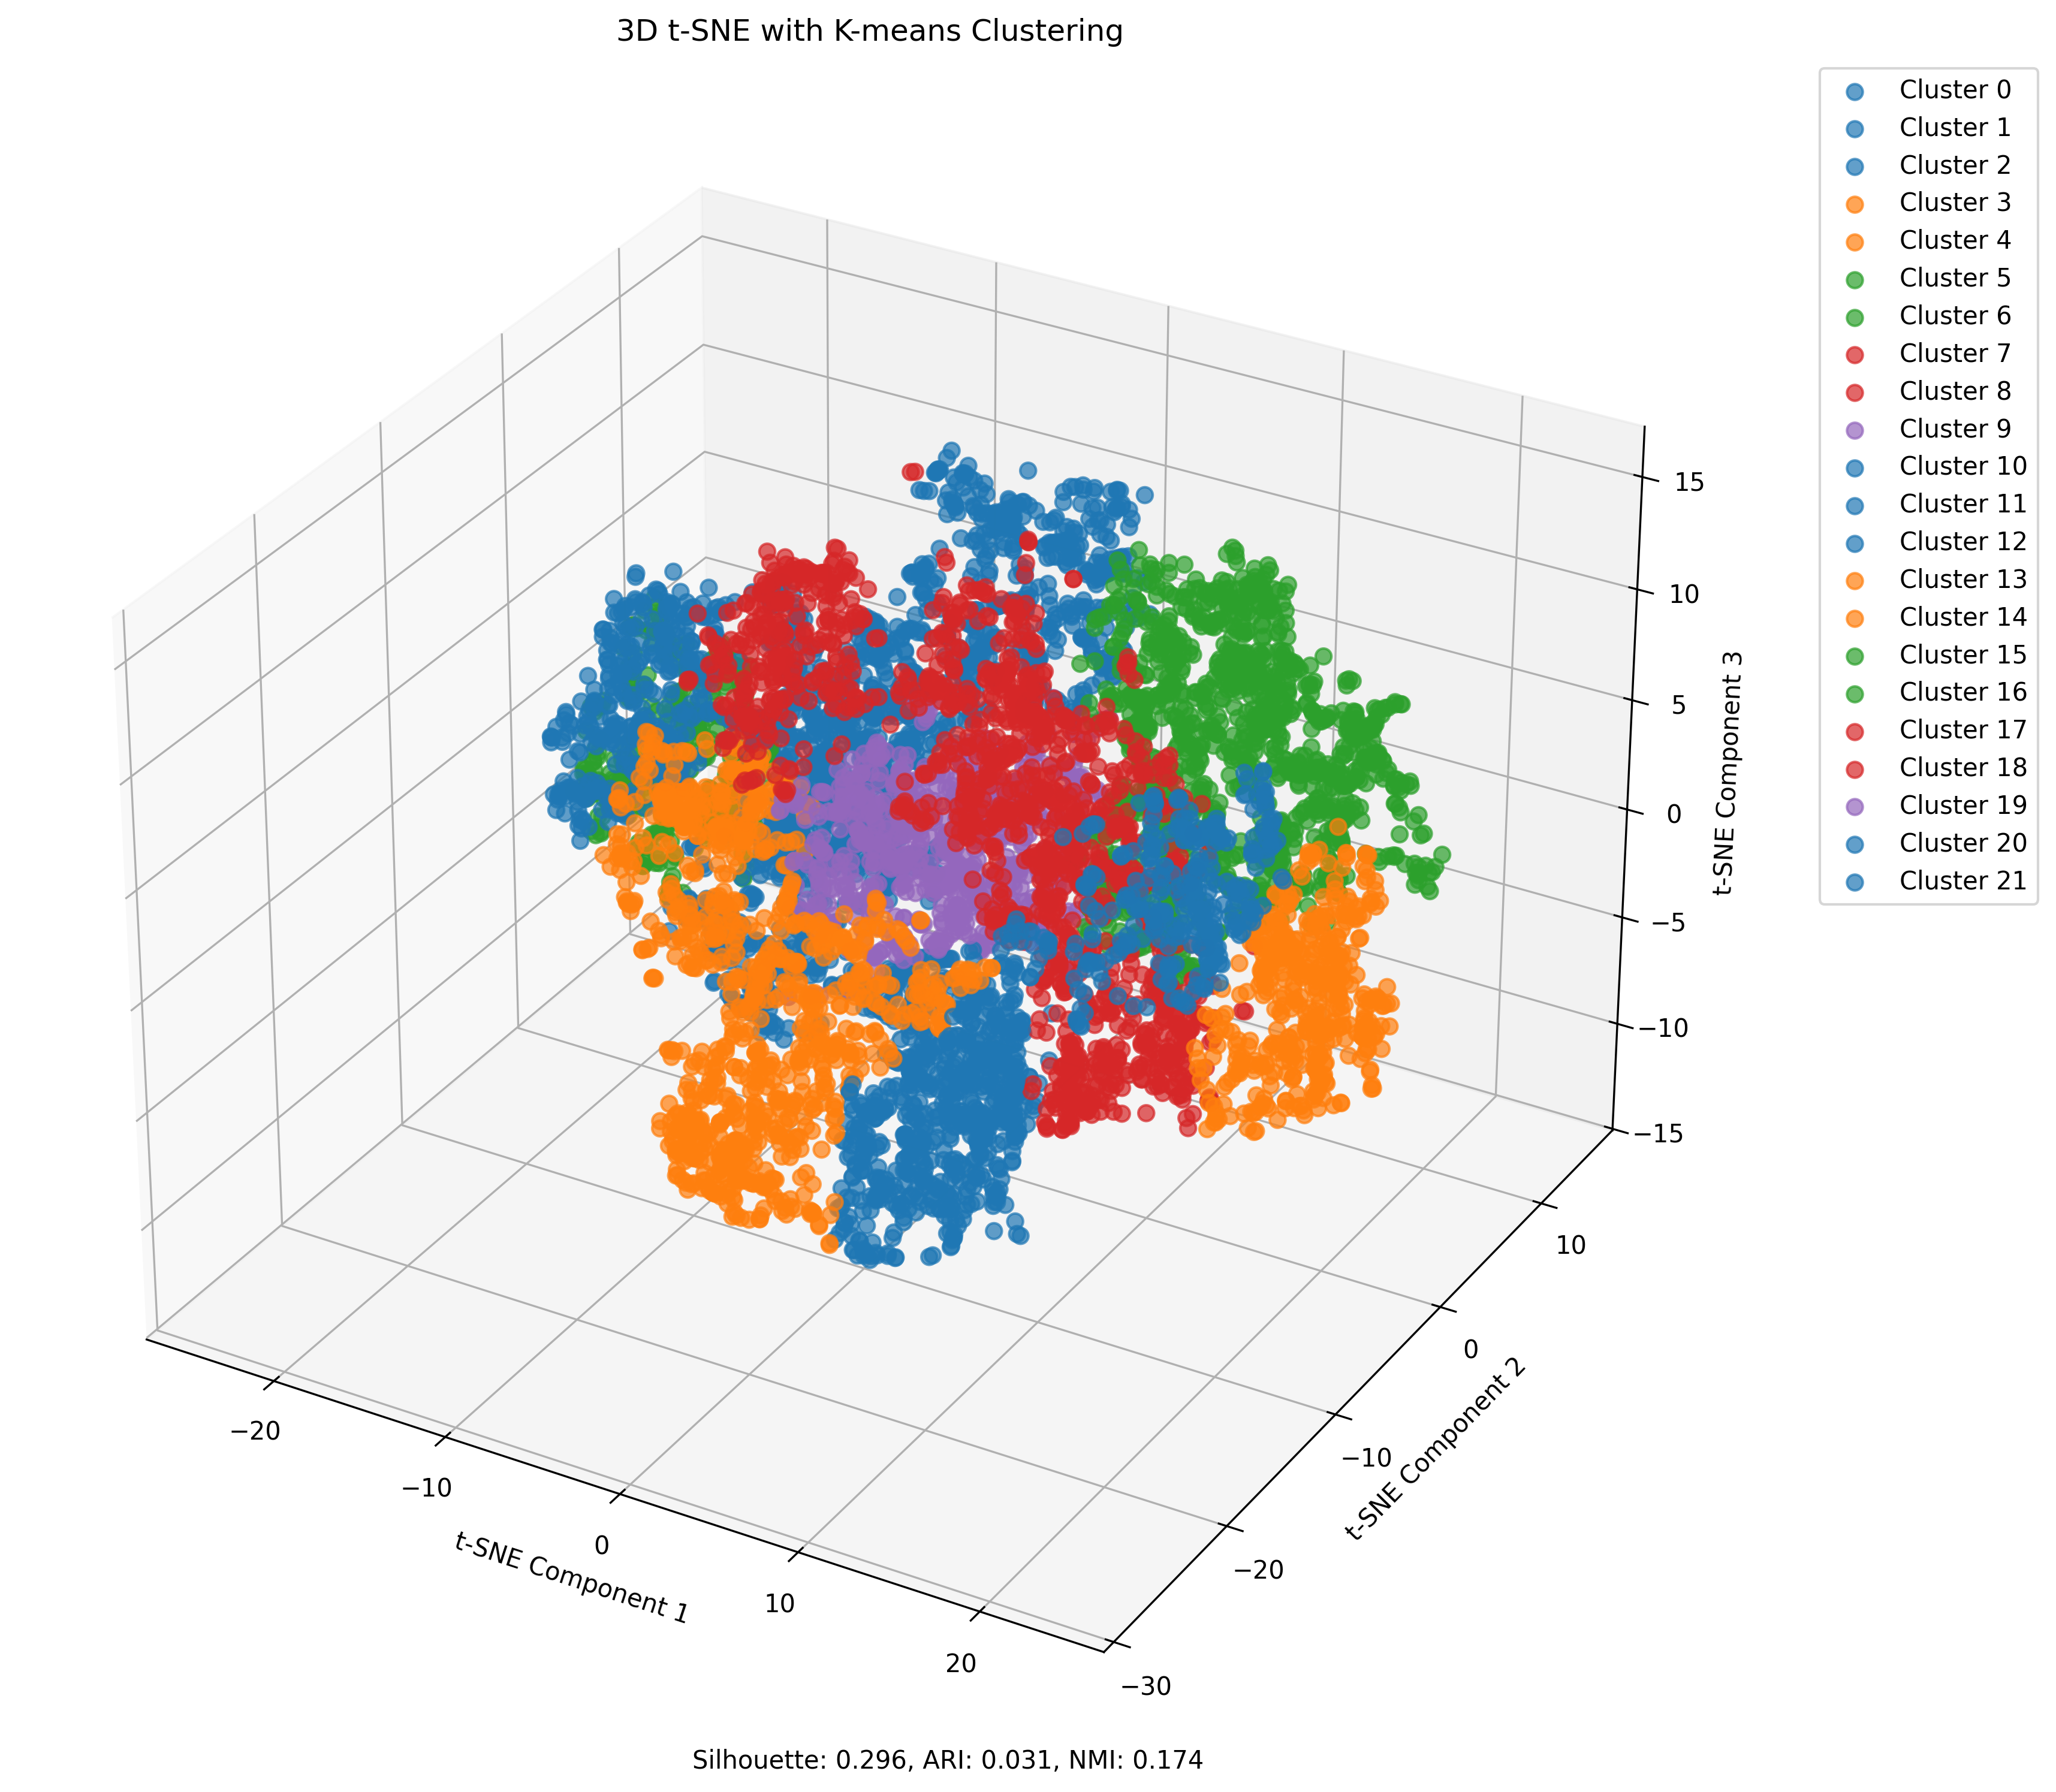 3D t-SNE with K-means Clustering
Cluster 0
Cluster 1
Cluster 2
Cluster 3
Cluster 4
Cluster 5
Cluster 6
Cluster 7
Cluster 8
Cluster 9
Cluster 10
Cluster 11
Cluster 12
Cluster 13
Cluster 14
Cluster 15
Cluster 16
Cluster 17
Cluster 18
Cluster 19
Cluster 20
Cluster 21
15
10
5
0
−5
−10
−15
t-SNE Component 3
10
0
−10
−20
−30
t-SNE Component 2
−20
−10
0
10
20
t-SNE Component 1
Silhouette: 0.296, ARI: 0.031, NMI: 0.174